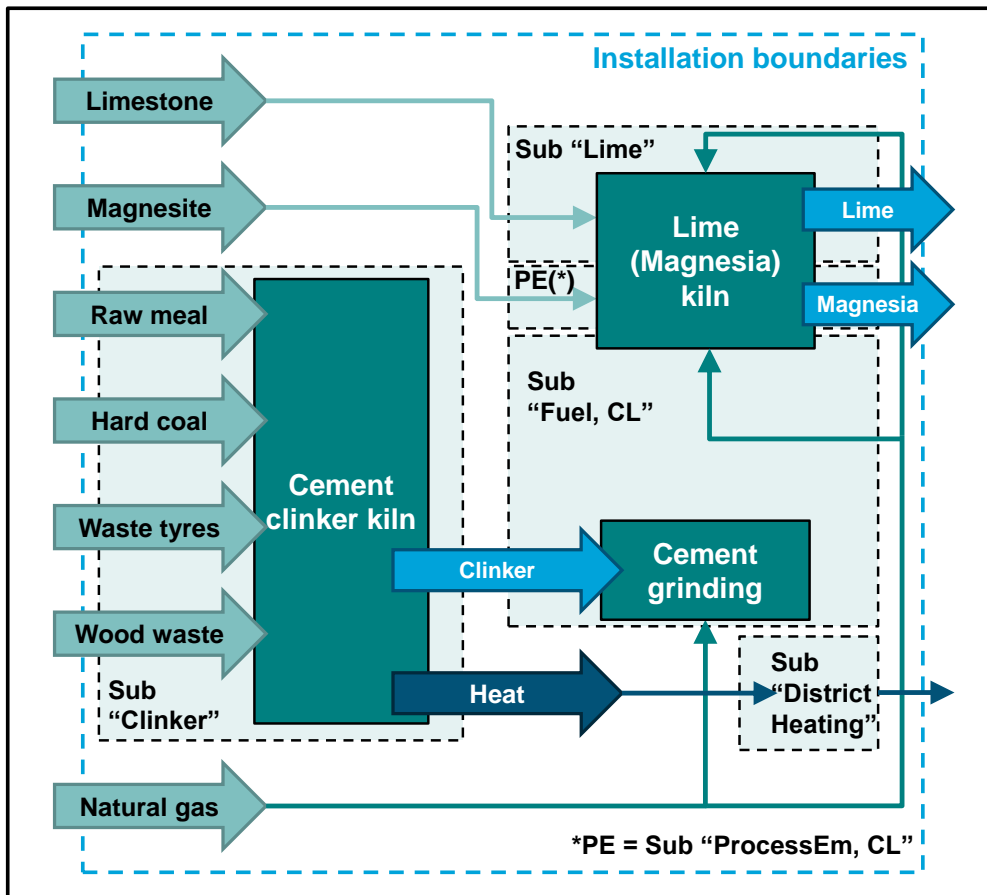 Installation boundaries
Limestone
Magnesite
Raw meal
Hard coal
Waste tyres
Wood waste
Natural gas
Sub
“Clinker”
Cement
clinker kiln
Clinker
Heat
Sub “Lime”
PE(*)
Lime
(Magnesia)
kiln
Lime
Magnesia
Sub
“Fuel, CL”
Cement
grinding
Sub
“District
Heating”
*PE = Sub “ProcessEm, CL”